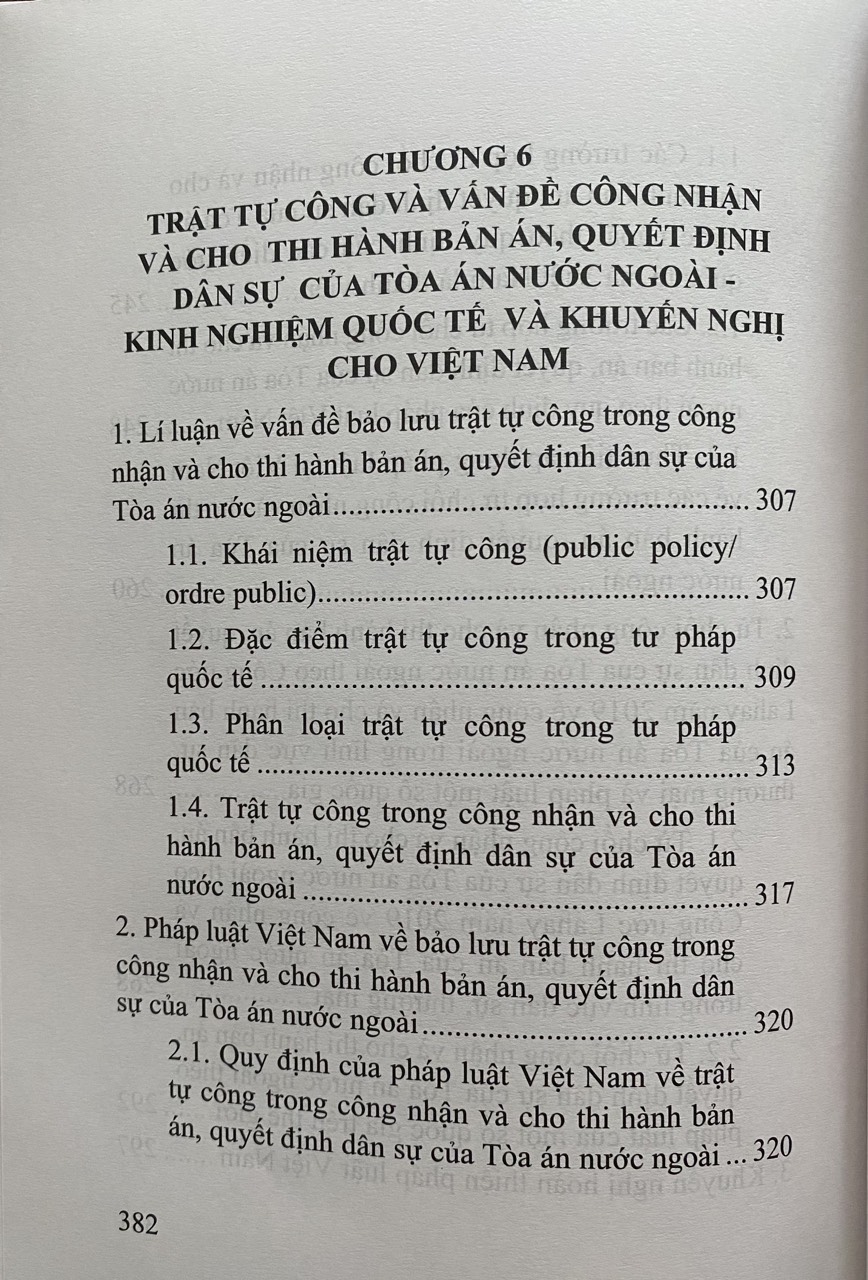 CHƯƠNG 6
TRẬT TỰ CÔNG VÀ VẤN ĐỀ CÔNG NHẬN
VÀ CHO THI HÀNH BẢN ÁN, QUYẾT ĐỊNH
DÂN SỰ CỦA TÒA ÁN NƯỚC NGOÀI -
KINH NGHIỆM QUỐC TẾ VÀ KHUYẾN NGHỊ
CHO VIỆT NAM
1. Lí luận về vấn đề bảo lưu trật tự công trong công
nhận và cho thi hành bản án, quyết định dân sự của
Tòa án nước ngoài.......................................................... 307
1.1. Khái niệm trật tự công (public policy/
ordre public)............................................................. 307
1.2. Đặc điểm trật tự công trong tư pháp
quốc tế ..................................................................... 309
1.3. Phân loại trật tự công trong tư pháp
quốc tế ..................................................................... 313
1.4. Trật tự công trong công nhận và cho thi
hành bản án, quyết định dân sự của Tòa án
nước ngoài ............................................................... 317
2. Pháp luật Việt Nam về bảo lưu trật tự công trong
công nhận và cho thi hành bản án, quyết định dân
sự của Tòa án nước ngoài.............................................. 320
2.1. Quy định của pháp luật Việt Nam về trật
tự công trong công nhận và cho thi hành bản
án, quyết định dân sự của Tòa án nước ngoài ... 320
382